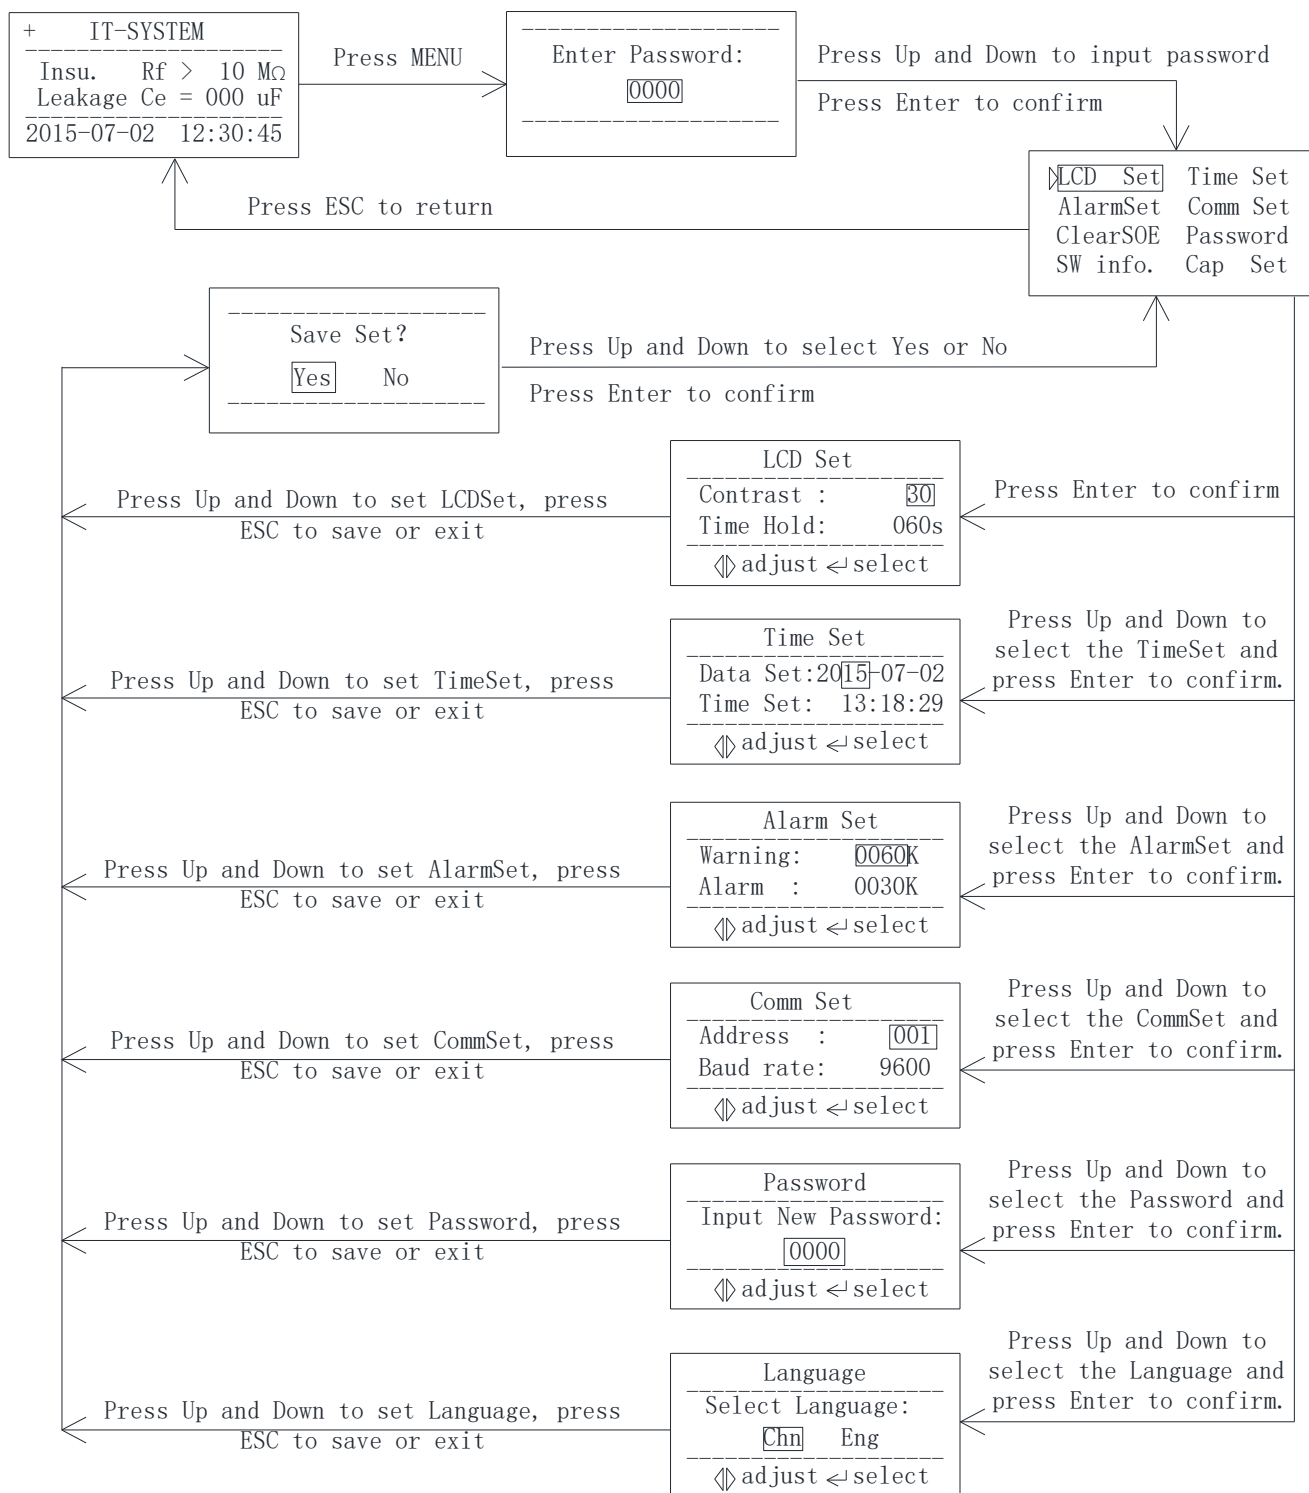 + IT-SYSTEM
Insu. Rf > 10 MΩ
Leakage Ce = 000 uF
2015-07-02 12:30:45
Press MENU
Enter Password:
0000
Press Up and Down to input password
Press Enter to confirm
LCD Set Time Set
AlarmSet Comm Set
ClearSOE Password
SW info. Cap Set
Press ESC to return
Save Set?
Yes No
Press Up and Down to select Yes or No
Press Enter to confirm
Press Up and Down to set LCDSet, press
ESC to save or exit
LCD Set
Contrast : 30
Time Hold: 060s
adjust select
Press Enter to confirm
Press Up and Down to set TimeSet, press
ESC to save or exit
Time Set
Data Set:2015-07-02
Time Set: 13:18:29
adjust select
Press Up and Down to
select the TimeSet and
press Enter to confirm.
Press Up and Down to set AlarmSet, press
ESC to save or exit
Alarm Set
Warning: 0060K
Alarm : 0030K
adjust select
Press Up and Down to
select the AlarmSet and
press Enter to confirm.
Press Up and Down to set CommSet, press
ESC to save or exit
Comm Set
Address : 001
Baud rate: 9600
adjust select
Press Up and Down to
select the CommSet and
press Enter to confirm.
Press Up and Down to set Password, press
ESC to save or exit
Password
Input New Password:
0000
adjust select
Press Up and Down to
select the Password and
press Enter to confirm.
Press Up and Down to set Language, press
ESC to save or exit
Language
Select Language:
Chn Eng
adjust select
Press Up and Down to
select the Language and
press Enter to confirm.